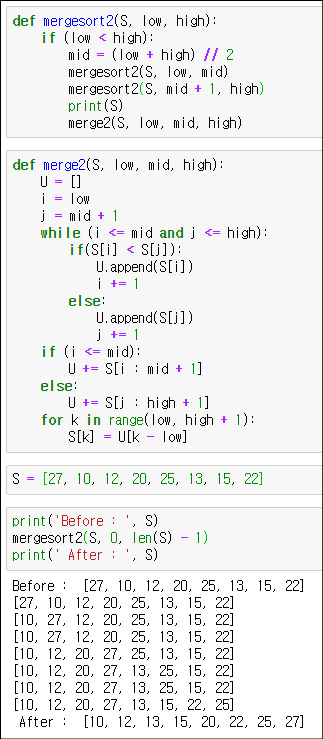 def mergesort2(S, low, high):
    if (low < high):
        mid = (low + high) // 2
        mergesort2(S, low, mid)
        mergesort2(S, mid + 1, high)
        print(S)
        merge2(S, low, mid, high)
def merge2(S, low, mid, high):
    U = []
    i = low
    j = mid + 1
    while (i <= mid and j <= high):
        if(S[i] < S[j]):
            U.append(S[i])
            i += 1
        else:
            U.append(S[j])
            j += 1
    if (i <= mid):
        U += S[i : mid + 1]
    else:
        U += S[j : high + 1]
    for k in range(low, high + 1):
        S[k] = U[k - low]
S = [27, 10, 12, 20, 25, 13, 15, 22]
print('Before : ', S)
mergesort2(S, 0, len(S) - 1)
print(' After : ', S)
Before :  [27, 10, 12, 20, 25, 13, 15, 22]
[27, 10, 12, 20, 25, 13, 15, 22]
[10, 27, 12, 20, 25, 13, 15, 22]
[10, 27, 12, 20, 25, 13, 15, 22]
[10, 12, 20, 27, 25, 13, 15, 22]
[10, 12, 20, 27, 13, 25, 15, 22]
[10, 12, 20, 27, 13, 25, 15, 22]
[10, 12, 20, 27, 13, 15, 22, 25]
 After :  [10, 12, 13, 15, 20, 22, 25, 27]